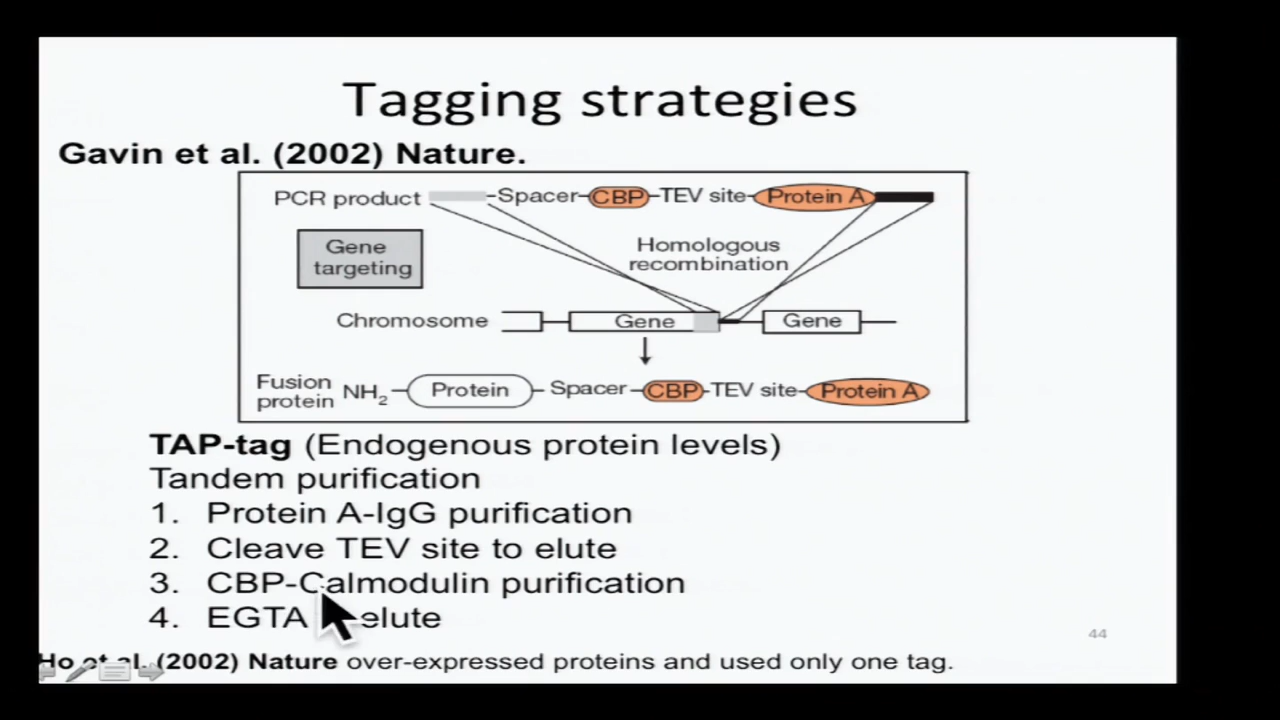 Tagging strategies
Gavin et al. (2002) Nature.
PCR product Spacer CBP TEV site Protein A
Gene targeting
Homologous recombination
Chromosome Gene Gene
Fusion protein NH2 Protein Spacer CBP TEV site Protein A
TAP-tag (Endogenous protein levels)
Tandem purification
1. Protein A-IgG purification
2. Cleave TEV site to elute
3. CBP-Calmodulin purification
4. EGTA elute
44
Ho et al. (2002) Nature over-expressed proteins and used only one tag.